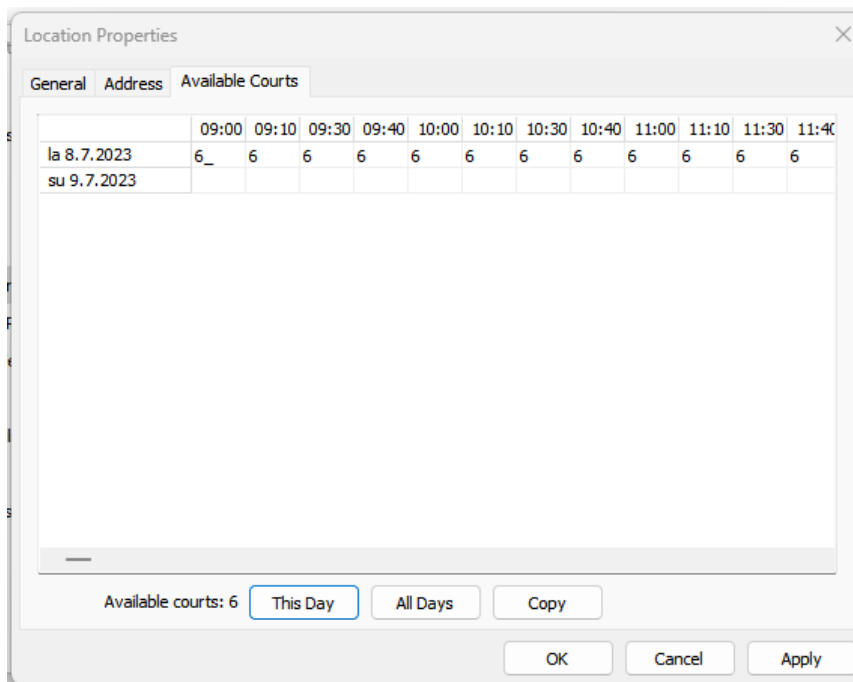 Location Properties
General Address Available Courts
09:00 09:10 09:30 09:40 10:00 10:10 10:30 10:40 11:00 11:10 11:30 11:40
la 8.7.2023 6_ 6 6 6 6 6 6 6 6 6 6 6
su 9.7.2023
Available courts: 6 This Day All Days Copy
OK Cancel Apply